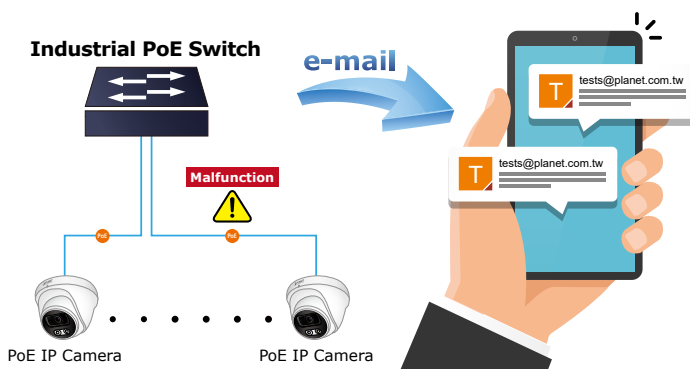 Industrial PoE Switch
e-mail
T
tests@planet.com.tw
T
tests@planet.com.tw
Malfunction
PoE
PoE
PoE IP Camera
PoE IP Camera